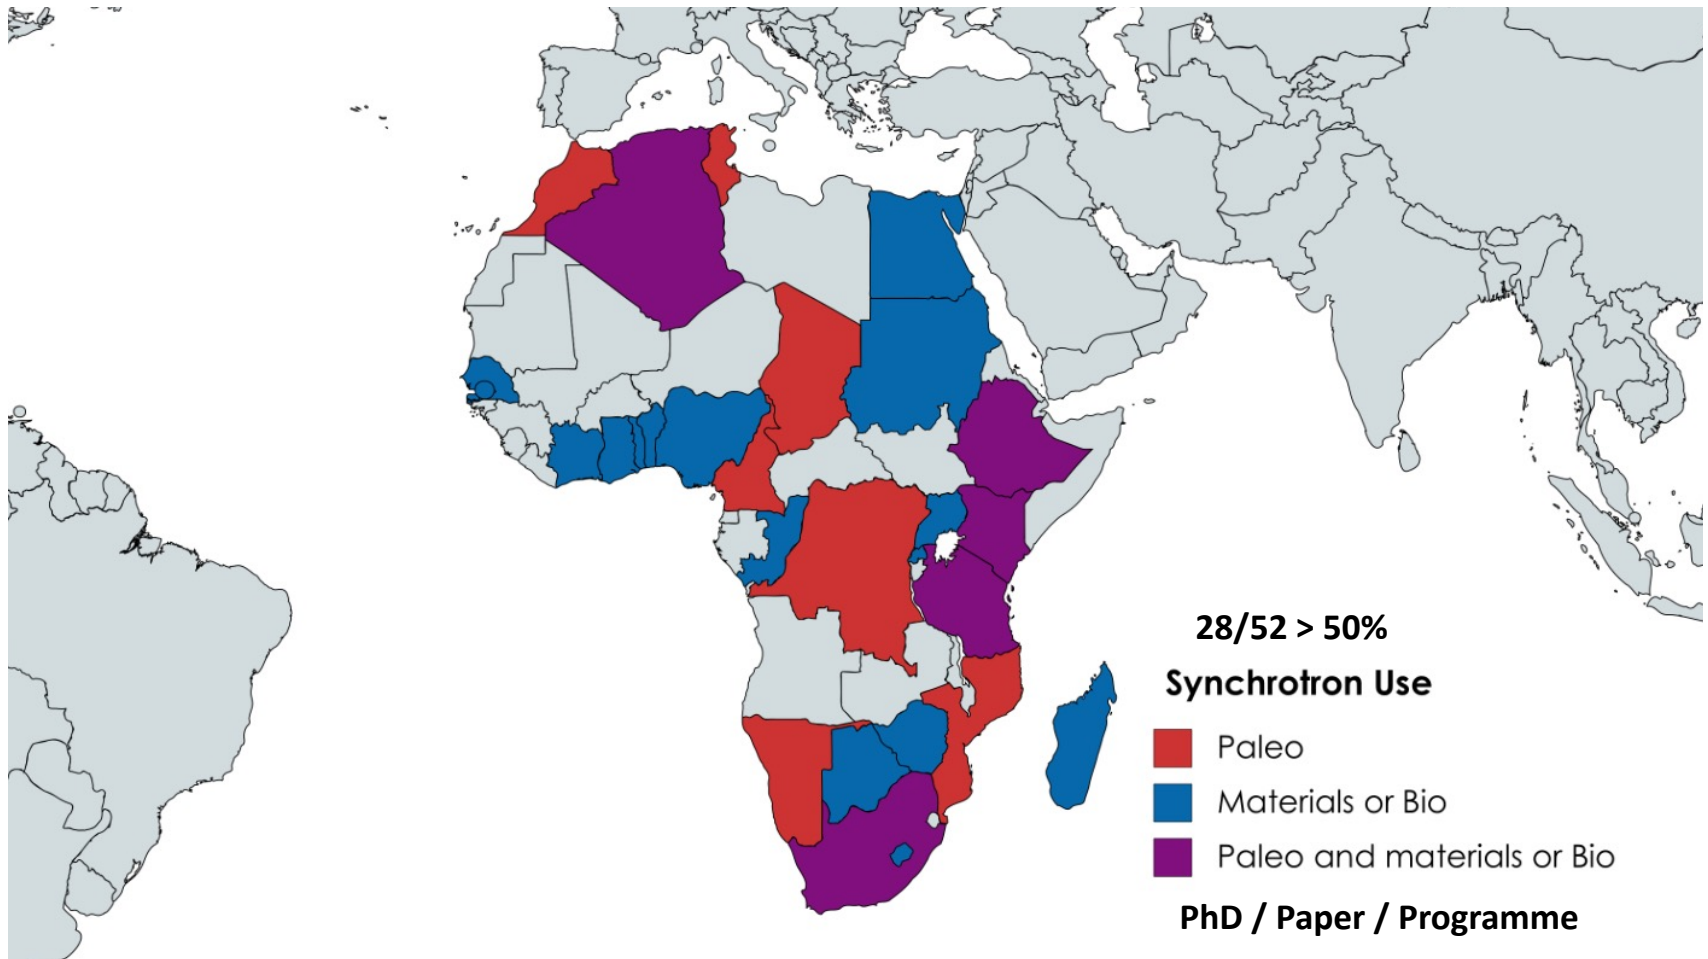 28/52 > 50%
Synchrotron Use
Paleo
Materials or Bio
Paleo and materials or Bio
PhD / Paper / Programme